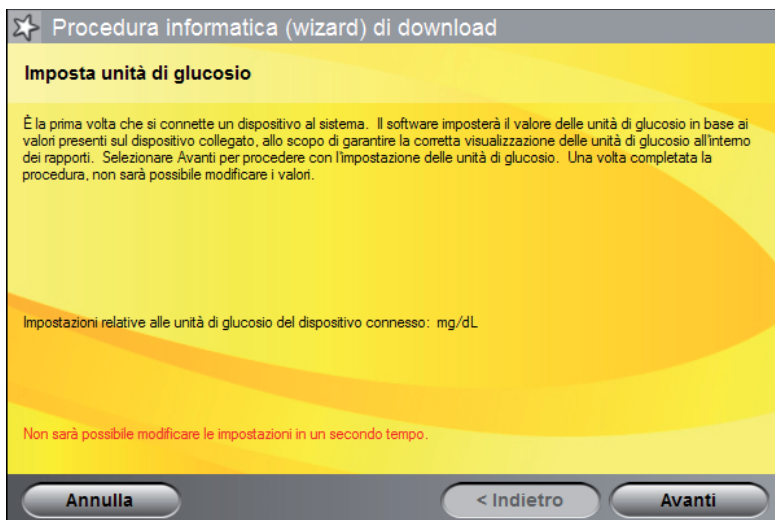 Procedura informatica (wizard) di download
Imposta unità di glucosio
È la prima volta che si connette un dispositivo al sistema. Il software imposterà il valore delle unità di glucosio in base ai
valori presenti sul dispositivo collegato, allo scopo di garantire la corretta visualizzazione delle unità di glucosio all'interno
dei rapporti. Selezionare Avanti per procedere con l'impostazione delle unità di glucosio. Una volta completata la
procedura, non sarà possibile modificare i valori.
Impostazioni relative alle unità di glucosio del dispositivo connesso: mg/dL
Non sarà possibile modificare le impostazioni in un secondo tempo.
Annulla < Indietro Avanti